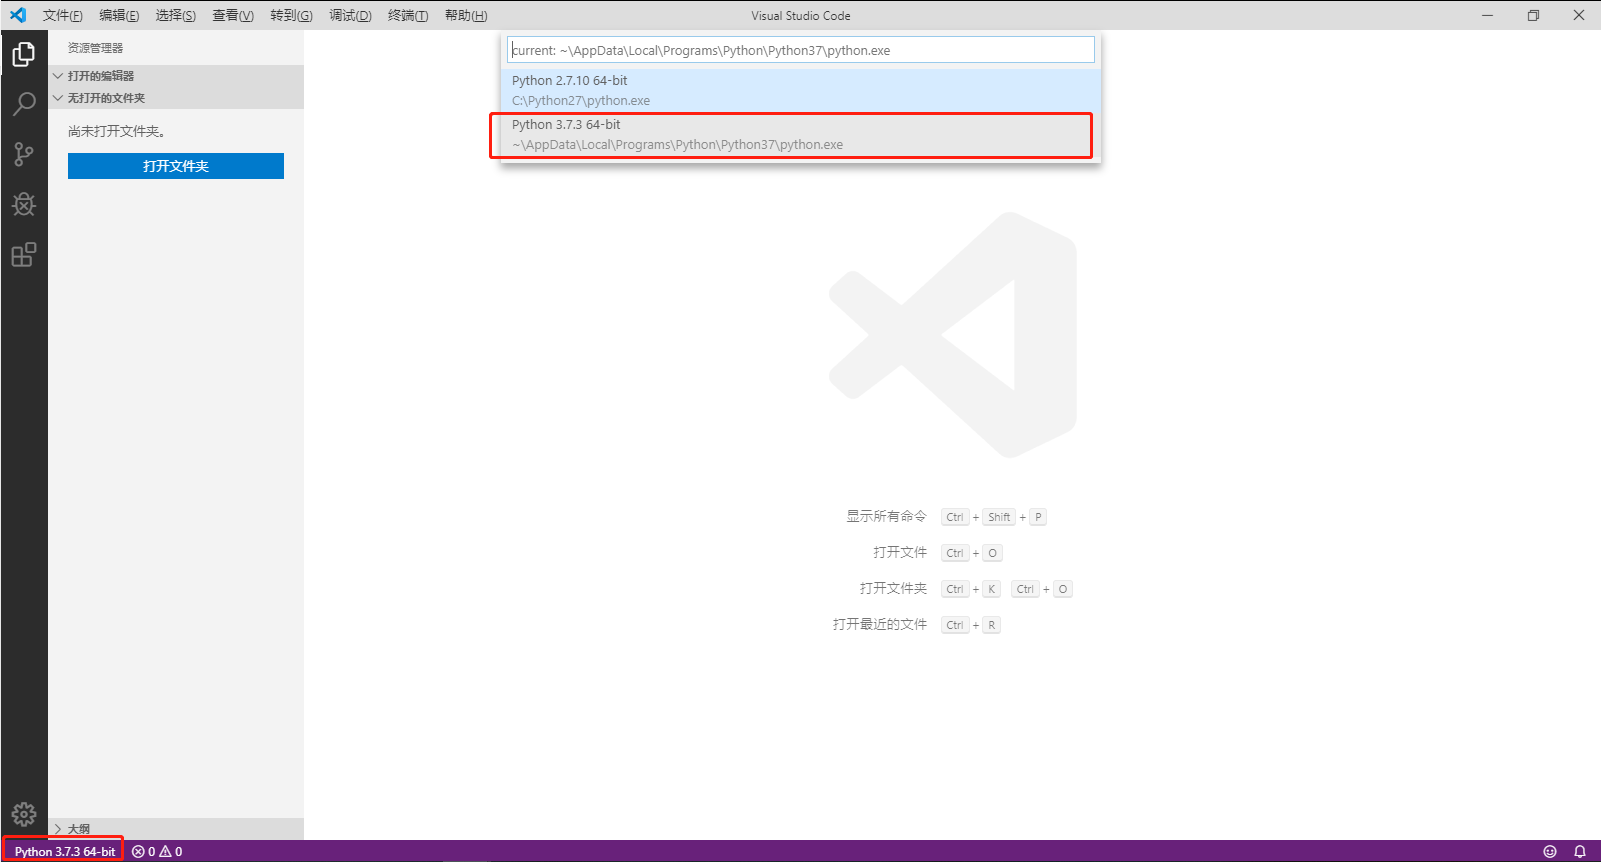 文件(F) 编辑(E) 选择(S) 查看(V) 转到(G) 调试(D) 终端(T) 帮助(H) Visual Studio Code
资源管理器
打开的编辑器
无打开的文件夹
尚未打开文件夹。
打开文件夹
current: ~\AppData\Local\Programs\Python\Python37\python.exe
Python 2.7.10 64-bit
C:\Python27\python.exe
Python 3.7.3 64-bit
~\AppData\Local\Programs\Python\Python37\python.exe
显示所有命令 Ctrl + Shift + P
打开文件 Ctrl + O
打开文件夹 Ctrl + K Ctrl + O
打开最近的文件 Ctrl + R
大纲
Python 3.7.3 64-bit 0 0